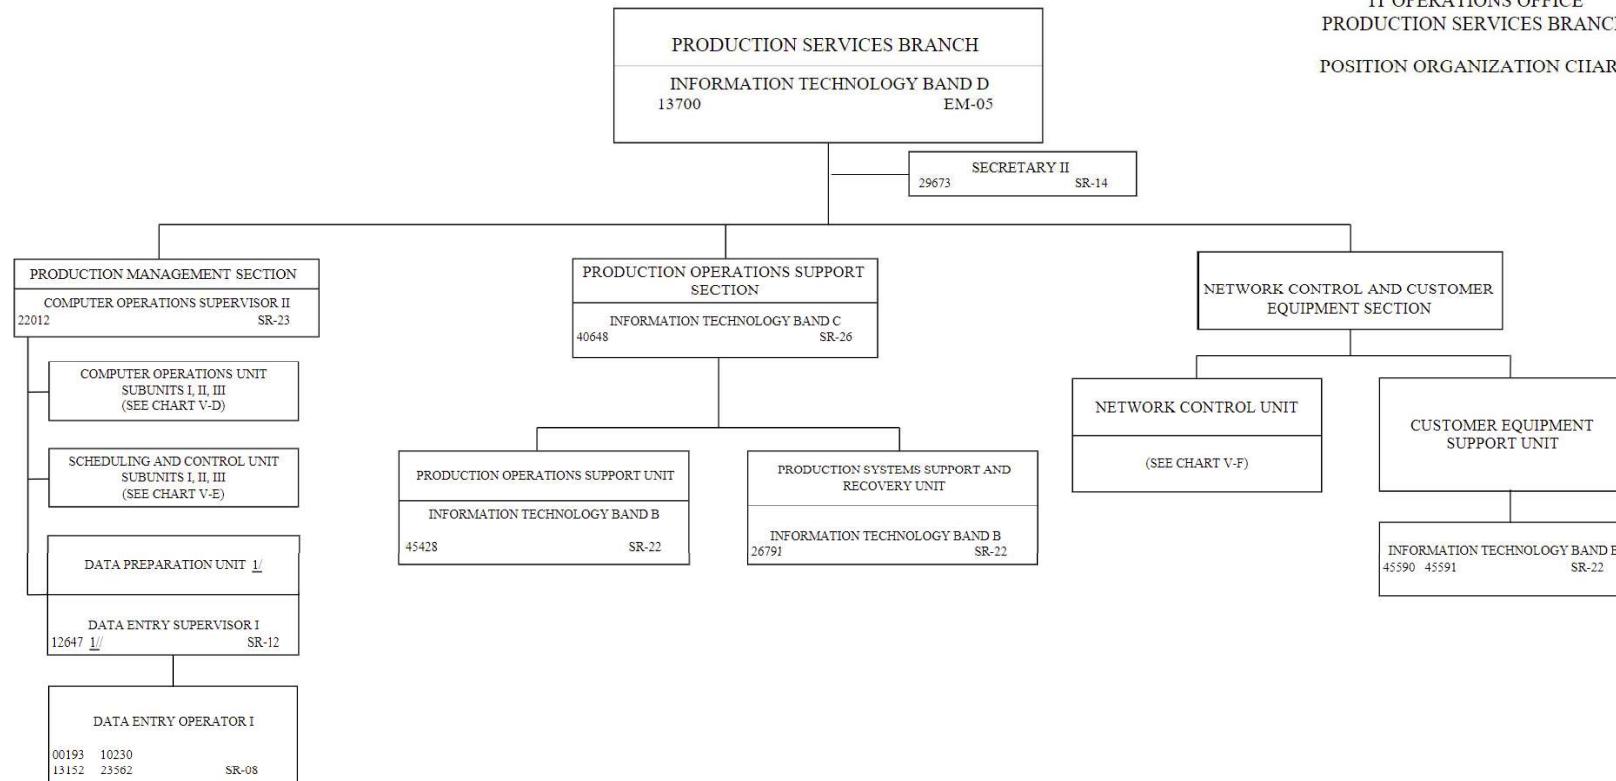 IT OPERATIONS OFFICE
PRODUCTION SERVICES BRANCH
POSITION ORGANIZATION CHAR
PRODUCTION SERVICES BRANCH
INFORMATION TECHNOLOGY BAND D
13700 EM-05
SECRETARY II
29673 SR-14
PRODUCTION MANAGEMENT SECTION
COMPUTER OPERATIONS SUPERVISOR II
22012 SR-23
COMPUTER OPERATIONS UNIT
SUBUNITS I, II, III
(SEE CHART V-D)
SCHEDULING AND CONTROL UNIT
SUBUNITS I, II, III
(SEE CHART V-E)
DATA PREPARATION UNIT 1/
DATA ENTRY SUPERVISOR I
12647 1// SR-12
DATA ENTRY OPERATOR I
00193 10230
13152 23562 SR-08
PRODUCTION OPERATIONS SUPPORT
SECTION
INFORMATION TECHNOLOGY BAND C
40648 SR-26
PRODUCTION OPERATIONS SUPPORT UNIT
INFORMATION TECHNOLOGY BAND B
45428 SR-22
PRODUCTION SYSTEMS SUPPORT AND
RECOVERY UNIT
INFORMATION TECHNOLOGY BAND B
26791 SR-22
NETWORK CONTROL AND CUSTOMER
EQUIPMENT SECTION
NETWORK CONTROL UNIT
(SEE CHART V-F)
CUSTOMER EQUIPMENT
SUPPORT UNIT
INFORMATION TECHNOLOGY BAND B
45590 45591 SR-22